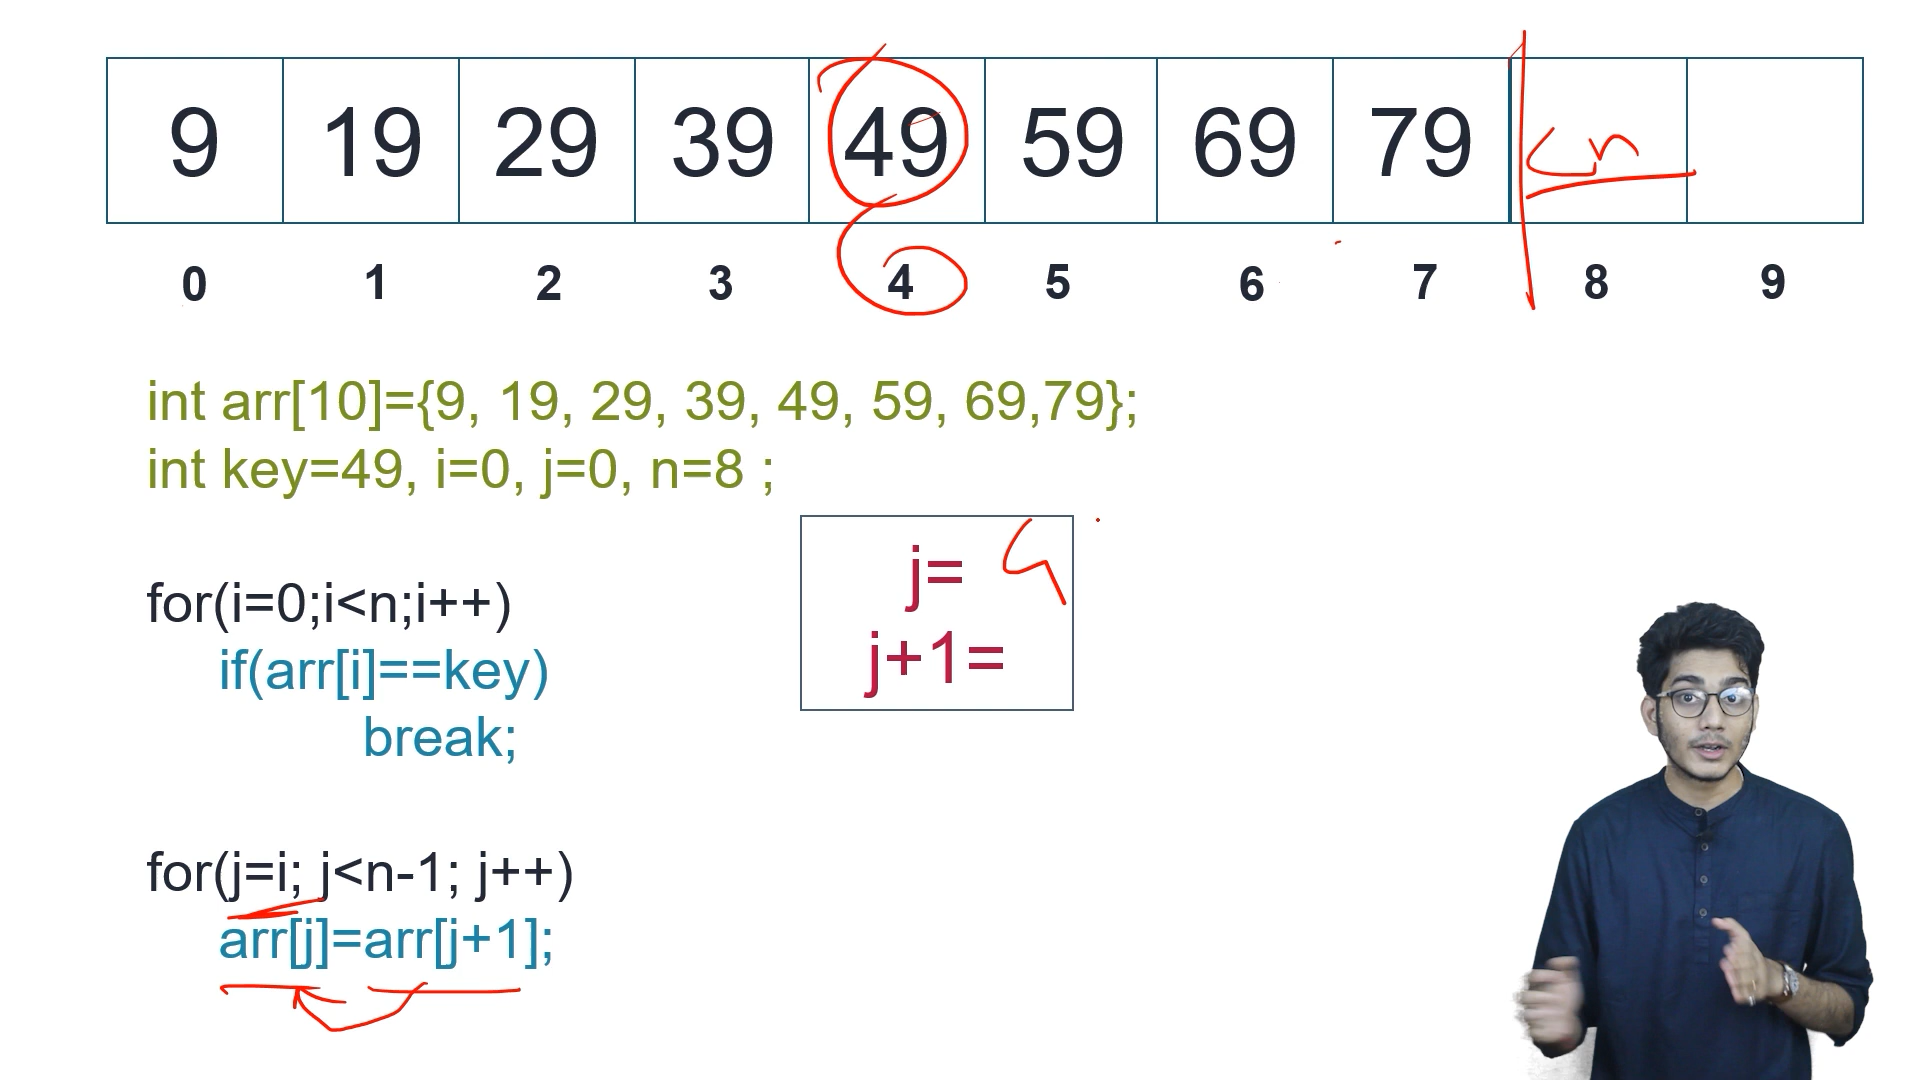 9 19 29 39 49 59 69 79 <n
0 1 2 3 4 5 6 7 8 9
int arr[10]={9, 19, 29, 39, 49, 59, 69,79};
int key=49, i=0, j=0, n=8 ;
for(i=0;i<n;i++)
if(arr[i]==key)
break;
for(j=i; j<n-1; j++)
arr[j]=arr[j+1];
j= 4
j+1=